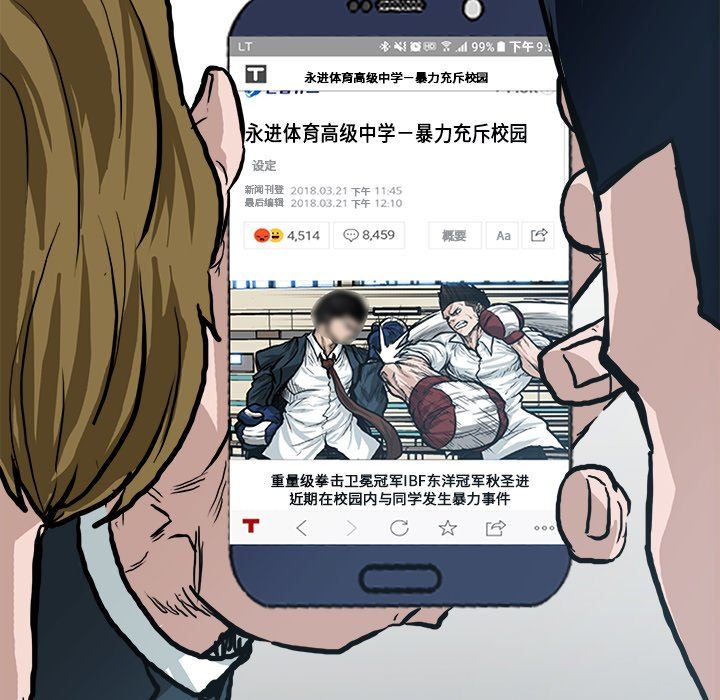 LT 99% 下午9:5
T 永进体育高级中学－暴力充斥校园
永进体育高级中学－暴力充斥校园
设定
新闻刊登 2018.03.21 下午 11:45
最后编辑 2018.03.21 下午 12:10
4,514 8,459 概要 Aa
重量级拳击卫冕冠军IBF东洋冠军秋圣进
近期在校园内与同学发生暴力事件
T